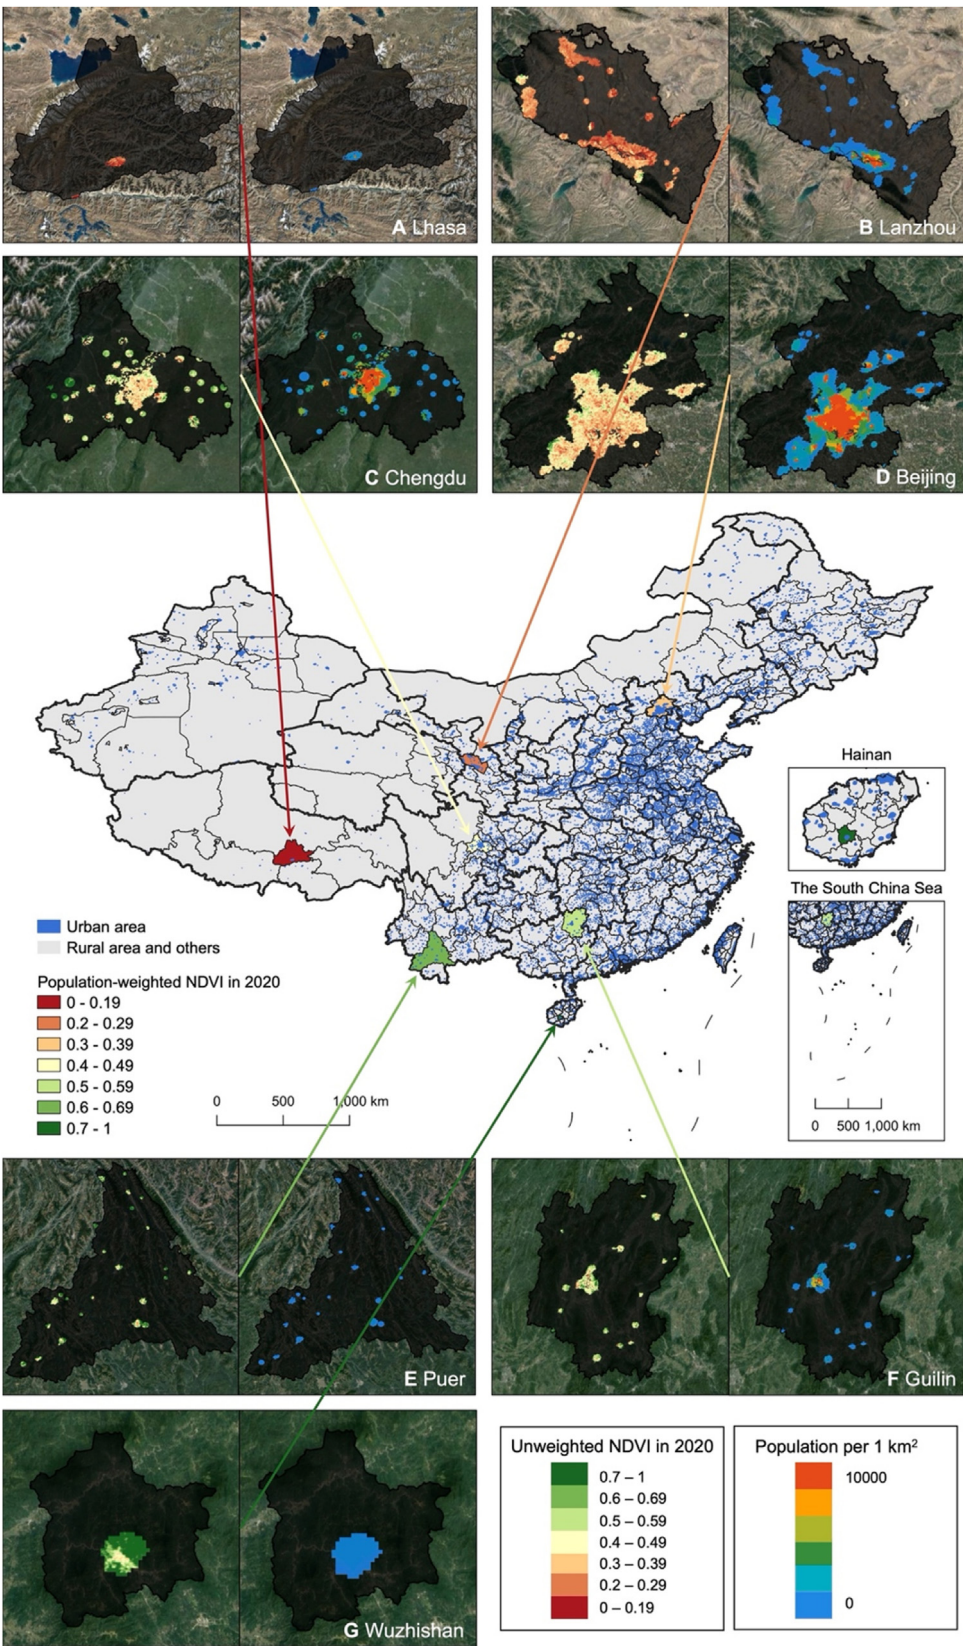 A Lhasa
B Lanzhou
C Chengdu
D Beijing
Hainan
The South China Sea
Urban area
Rural area and others
Population-weighted NDVI in 2020
0 - 0.19
0.2 - 0.29
0.3 - 0.39
0.4 - 0.49
0.5 - 0.59
0.6 - 0.69
0.7 - 1
0 500 1,000 km
0 500 1,000 km
E Puer
F Guilin
G Wuzhishan
Unweighted NDVI in 2020
0.7 – 1
0.6 – 0.69
0.5 – 0.59
0.4 – 0.49
0.3 – 0.39
0.2 – 0.29
0 – 0.19
Population per 1 km²
10000
0